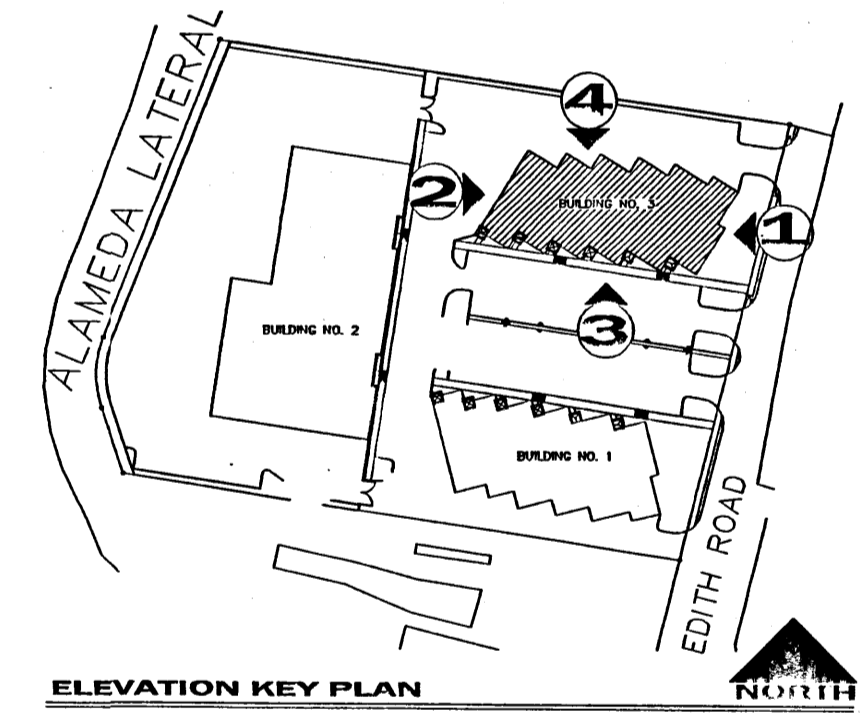 ALAMEDA LATERAL
4
2
BUILDING NO. 3
1
3
BUILDING NO. 2
BUILDING NO. 1
EDITH ROAD
ELEVATION KEY PLAN
NORTH